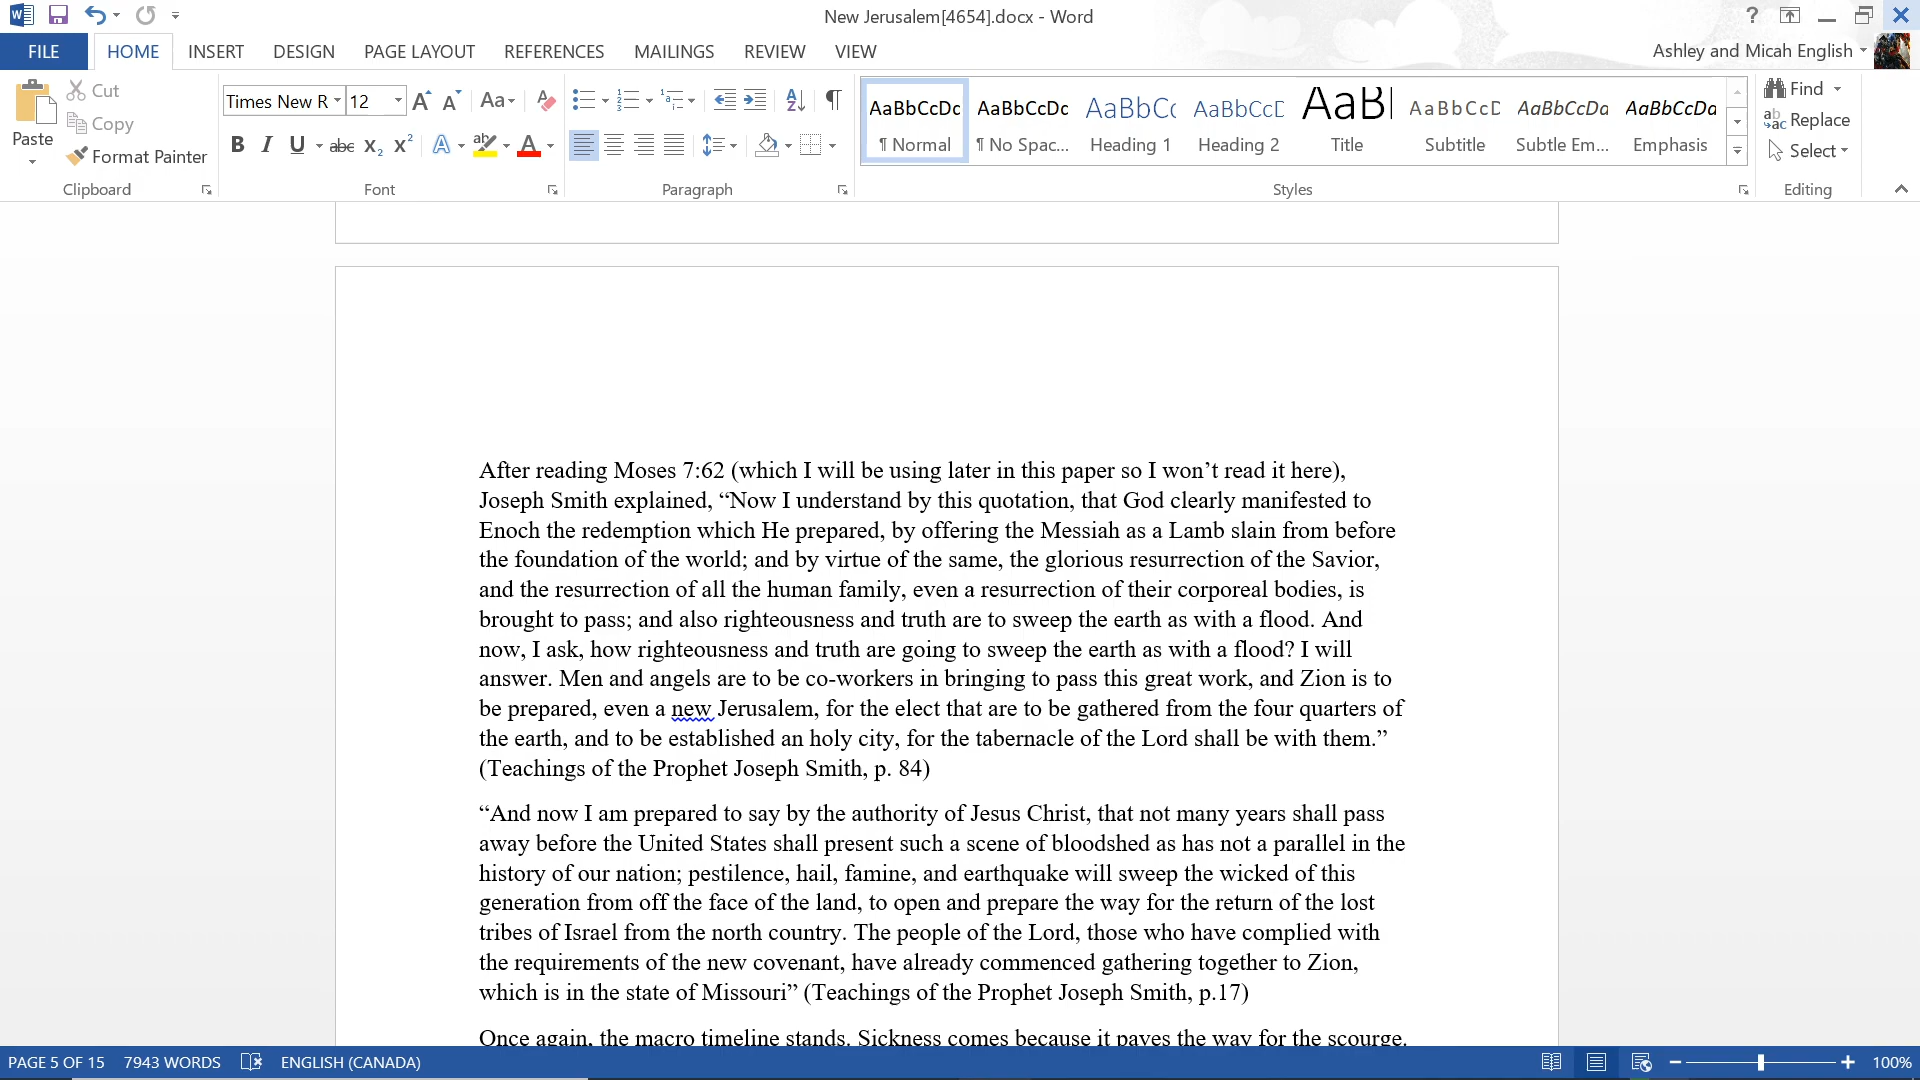 New Jerusalem[4654].docx - Word
FILE HOME INSERT DESIGN PAGE LAYOUT REFERENCES MAILINGS REVIEW VIEW
Ashley and Micah English
Paste
Cut
Copy
Format Painter
Clipboard
Times New R 12
Font
Paragraph
AaBbCcDc AaBbCcDc AaBbC AaBbCcD AaB AaBbCcD AaBbCcDa AaBbCcDa
¶ Normal ¶ No Spac... Heading 1 Heading 2 Title Subtitle Subtle Em... Emphasis
Styles
Find
Replace
Select
Editing
After reading Moses 7:62 (which I will be using later in this paper so I won’t read it here),
Joseph Smith explained, “Now I understand by this quotation, that God clearly manifested to
Enoch the redemption which He prepared, by offering the Messiah as a Lamb slain from before
the foundation of the world; and by virtue of the same, the glorious resurrection of the Savior,
and the resurrection of all the human family, even a resurrection of their corporeal bodies, is
brought to pass; and also righteousness and truth are to sweep the earth as with a flood. And
now, I ask, how righteousness and truth are going to sweep the earth as with a flood? I will
answer. Men and angels are to be co-workers in bringing to pass this great work, and Zion is to
be prepared, even a new Jerusalem, for the elect that are to be gathered from the four quarters of
the earth, and to be established an holy city, for the tabernacle of the Lord shall be with them.”
(Teachings of the Prophet Joseph Smith, p. 84)
“And now I am prepared to say by the authority of Jesus Christ, that not many years shall pass
away before the United States shall present such a scene of bloodshed as has not a parallel in the
history of our nation; pestilence, hail, famine, and earthquake will sweep the wicked of this
generation from off the face of the land, to open and prepare the way for the return of the lost
tribes of Israel from the north country. The people of the Lord, those who have complied with
the requirements of the new covenant, have already commenced gathering together to Zion,
which is in the state of Missouri” (Teachings of the Prophet Joseph Smith, p.17)
Once again, the macro timeline stands. Sickness comes because it paves the way for the scourge.
PAGE 5 OF 15 7943 WORDS ENGLISH (CANADA) 100%